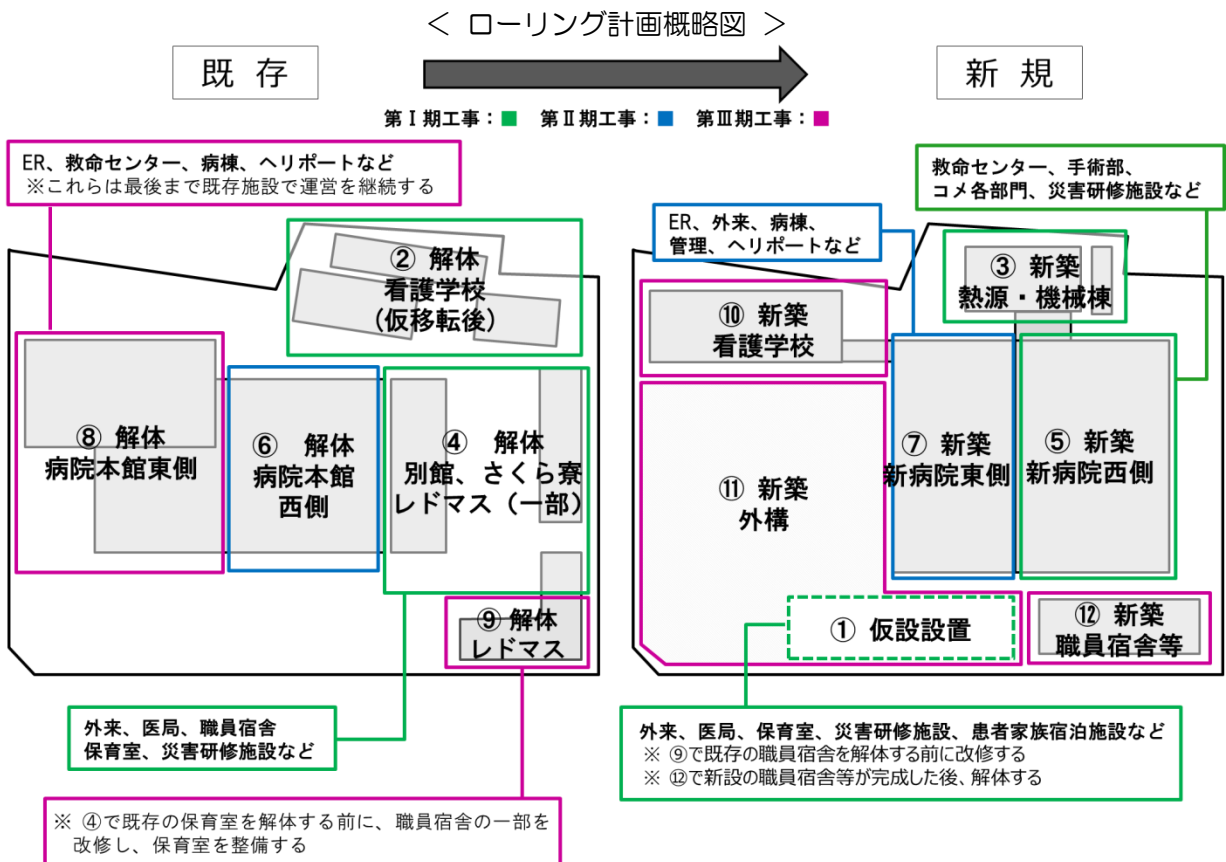 ＜ ローリング計画概略図 ＞
既 存
新 規
第Ⅰ期工事：■ 第Ⅱ期工事：■ 第Ⅲ期工事：■
ER、救命センター、病棟、ヘリポートなど
※これらは最後まで既存施設で運営を継続する
② 解体
看護学校
（仮移転後）
⑧ 解体
病院本館東側
⑥ 解体
病院本館
西側
④ 解体
別館、さくら寮
レドマス（一部）
⑨ 解体
レドマス
外来、医局、職員宿舎
保育室、災害研修施設など
※ ④で既存の保育室を解体する前に、職員宿舎の一部を
改修し、保育室を整備する
救命センター、手術部、
コメ各部門、災害研修施設など
ER、外来、病棟、
管理、ヘリポートなど
③ 新築
熱源・機械棟
⑩ 新築
看護学校
⑦ 新築
新病院東側
⑤ 新築
新病院西側
⑪ 新築
外構
① 仮設設置
⑫ 新築
職員宿舎等
外来、医局、保育室、災害研修施設、患者家族宿泊施設など
※ ⑨で既存の職員宿舎を解体する前に改修する
※ ⑫で新設の職員宿舎等が完成した後、解体する